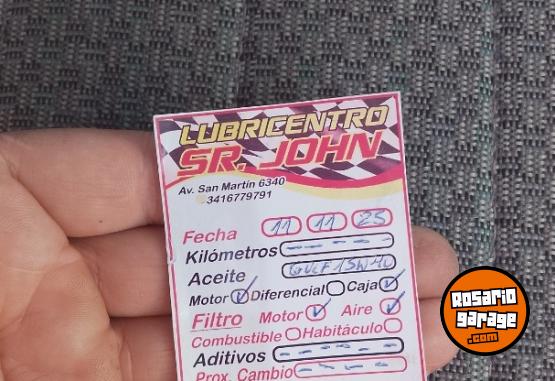 LUBRICENTRO
SR. JOHN
Av. San Martín 6340
3416779791
Fecha 11 11 25
Kilómetros - - - - -
Aceite GULF 15W40
Motor ✓ Diferencial Caja ✓
Filtro Motor ✓ Aire ✓
Combustible Habitáculo
Aditivos - - - - -
Prox. Cambio - - - - -
ROSARIO
garage
.com